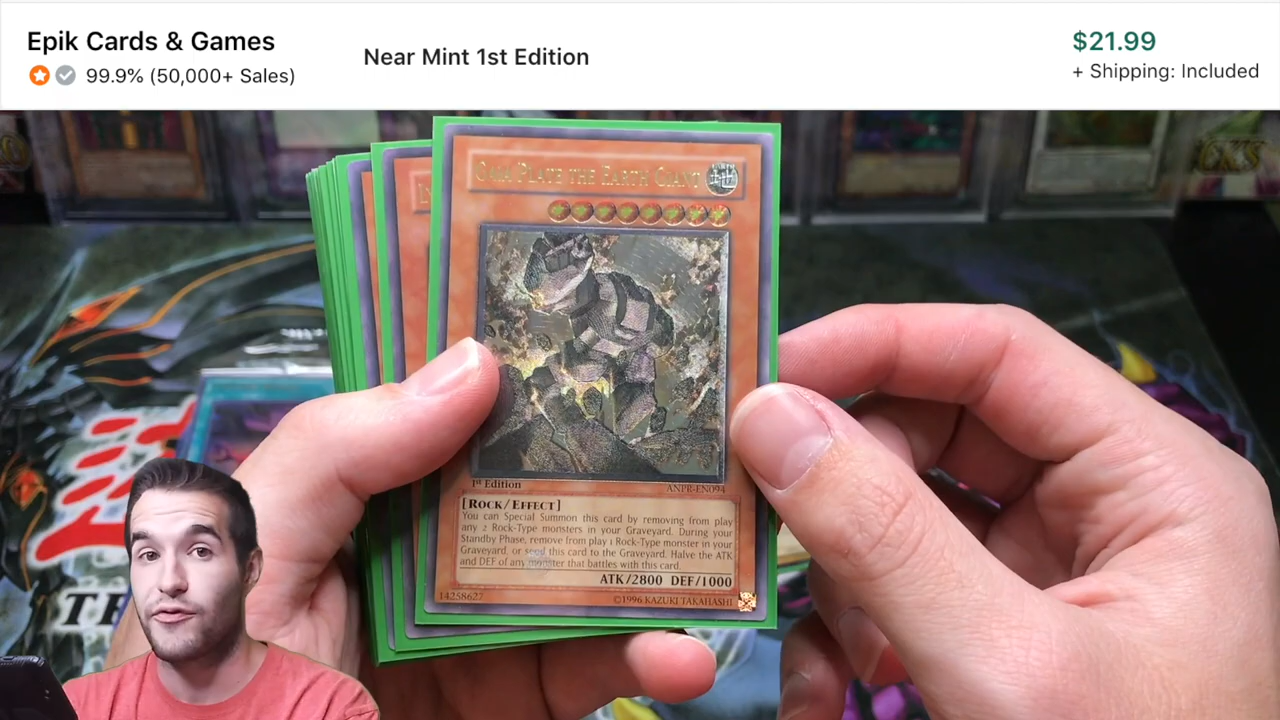 Epik Cards & Games
99.9% (50,000+ Sales)
Near Mint 1st Edition
$21.99
+ Shipping: Included
Gaia Plate the Earth Giant
EARTH
1st Edition
ANPR-EN094
[Rock/Effect]
You can Special Summon this card by removing from play
any 2 Rock-Type monsters in your Graveyard. During your
Standby Phase, remove from play 1 Rock-Type monster in your
Graveyard, or send this card to the Graveyard. Halve the ATK
and DEF of any monster that battles with this card.
ATK/2800 DEF/1000
14258627
©1996 KAZUKI TAKAHASHI